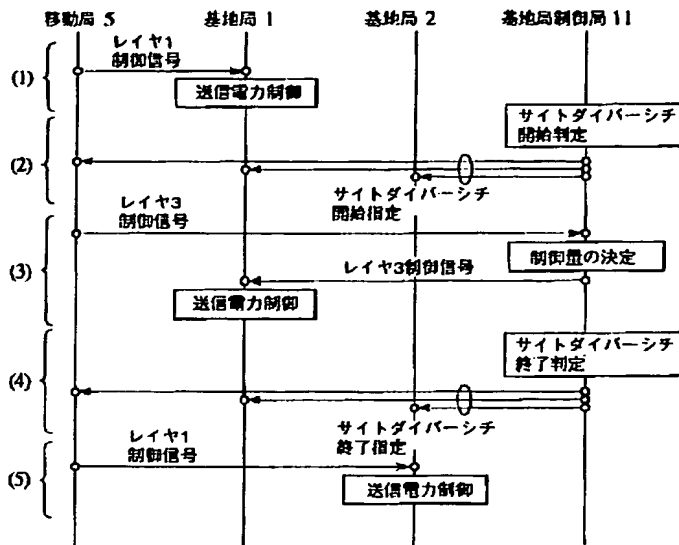 移動局 5
基地局 1
基地局 2
基地局制御局 11
(1)
レイヤ1
制御信号
送信電力制御
(2)
サイトダイバーシチ
開始判定
サイトダイバーシチ
開始指定
(3)
レイヤ3
制御信号
制御量の決定
レイヤ3制御信号
送信電力制御
(4)
サイトダイバーシチ
終了判定
サイトダイバーシチ
終了指定
(5)
レイヤ1
制御信号
送信電力制御